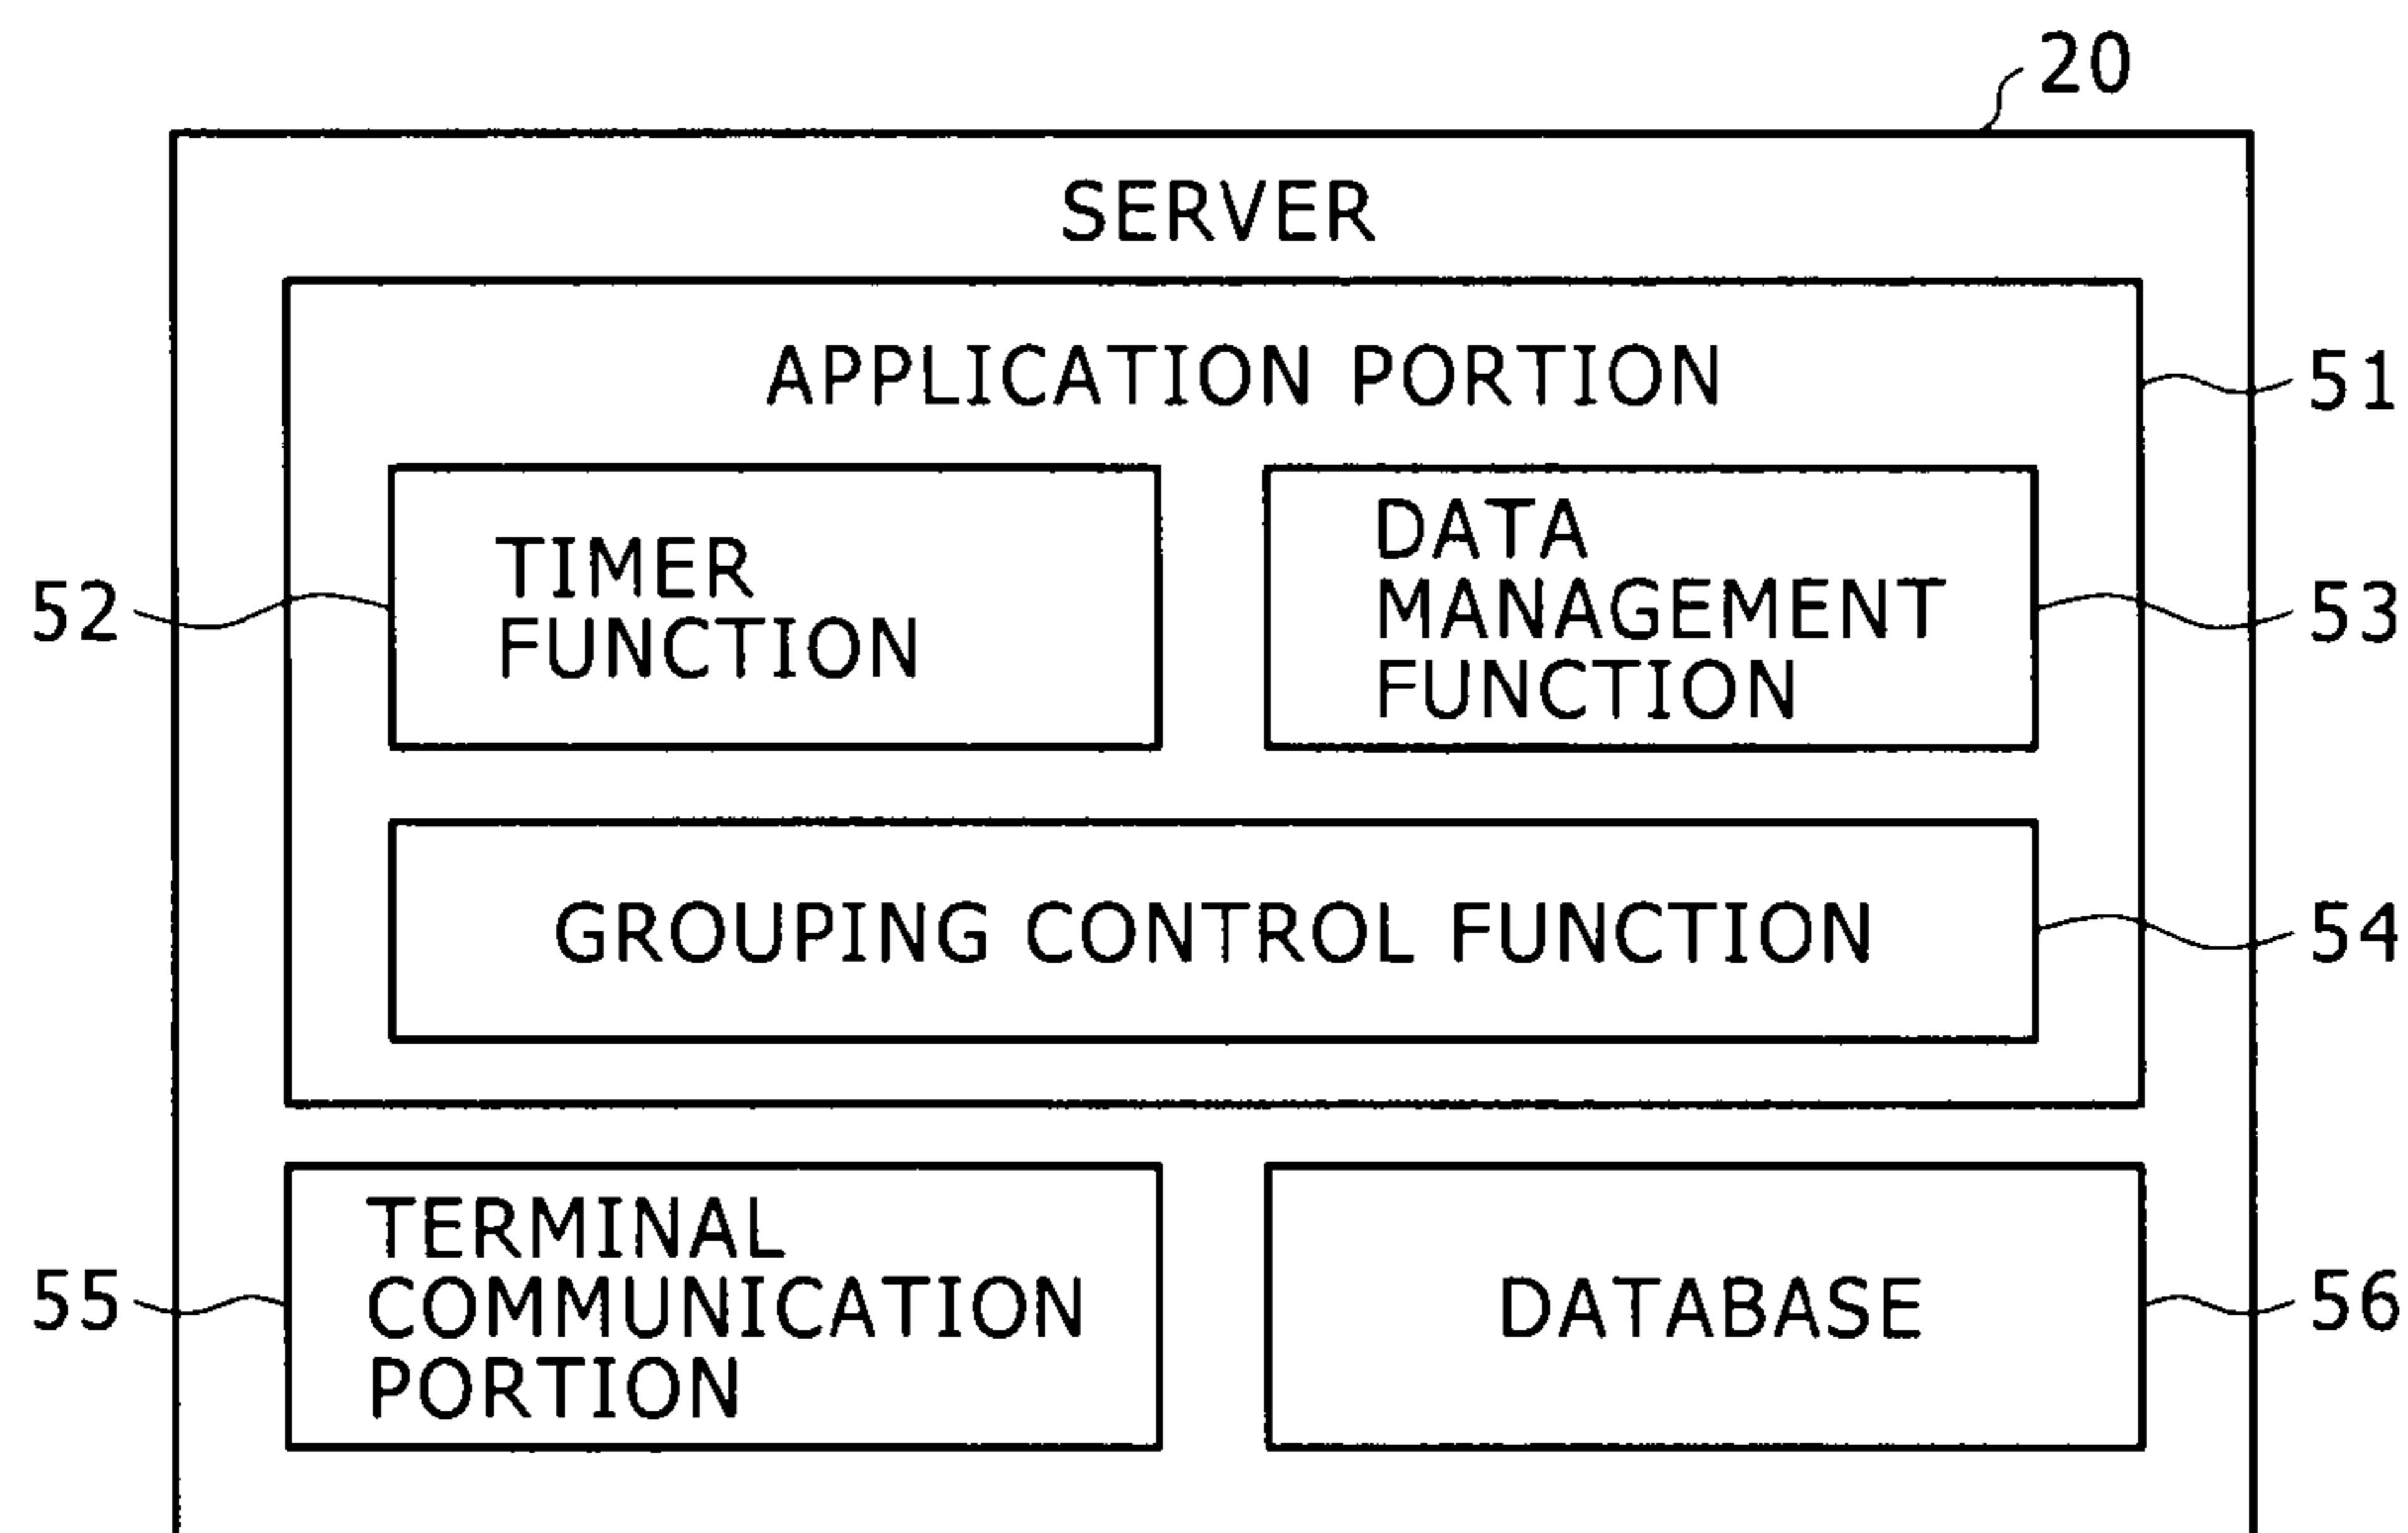 20
SERVER
APPLICATION PORTION
51
TIMER
FUNCTION
52
DATA
MANAGEMENT
FUNCTION
53
GROUPING CONTROL FUNCTION
54
TERMINAL
COMMUNICATION
PORTION
55
DATABASE
56